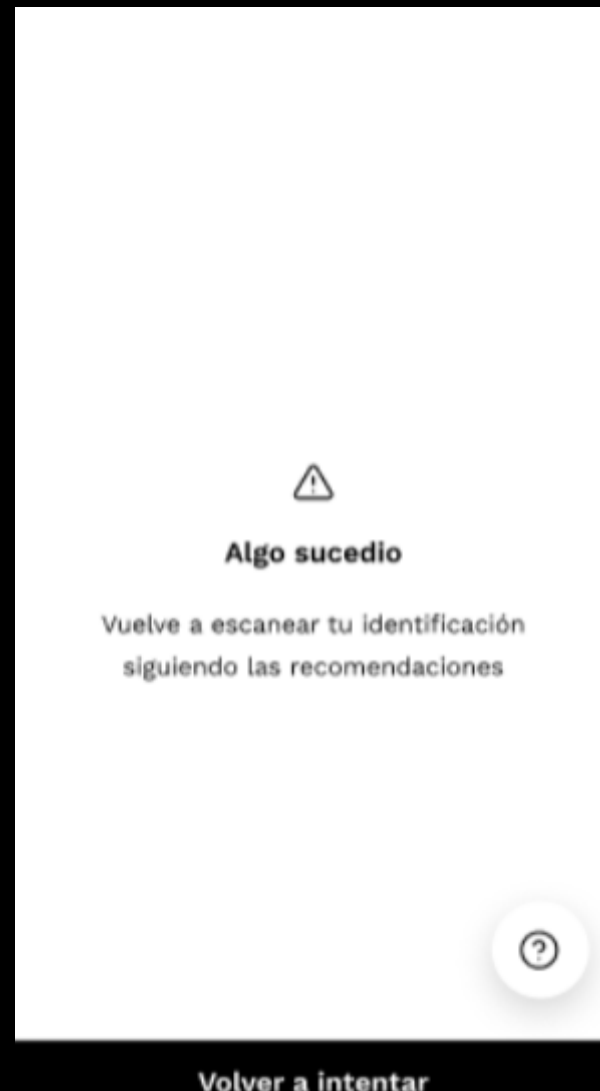 Algo sucedio
Vuelve a escanear tu identificación
siguiendo las recomendaciones
?
Volver a intentar